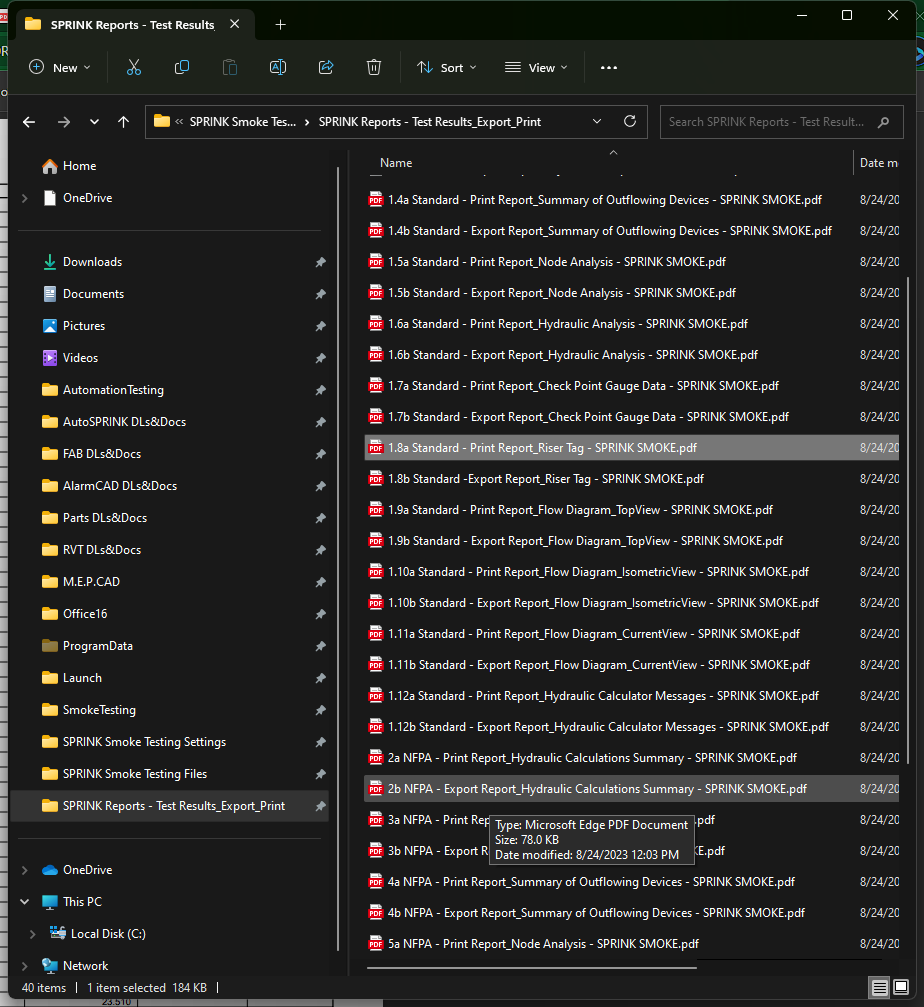 SPRINK Reports - Test Results
New
Sort
View
« SPRINK Smoke Tes... › SPRINK Reports - Test Results_Export_Print
Search SPRINK Reports - Test Result...
Home
OneDrive
Downloads
Documents
Pictures
Videos
AutomationTesting
AutoSPRINK DLs&Docs
FAB DLs&Docs
AlarmCAD DLs&Docs
Parts DLs&Docs
RVT DLs&Docs
M.E.P.CAD
Office16
ProgramData
Launch
SmokeTesting
SPRINK Smoke Testing Settings
SPRINK Smoke Testing Files
SPRINK Reports - Test Results_Export_Print
OneDrive
This PC
Local Disk (C:)
Network
Name Date m
1.4a Standard - Print Report_Summary of Outflowing Devices - SPRINK SMOKE.pdf 8/24/20
1.4b Standard - Export Report_Summary of Outflowing Devices - SPRINK SMOKE.pdf 8/24/20
1.5a Standard - Print Report_Node Analysis - SPRINK SMOKE.pdf 8/24/20
1.5b Standard - Export Report_Node Analysis - SPRINK SMOKE.pdf 8/24/20
1.6a Standard - Print Report_Hydraulic Analysis - SPRINK SMOKE.pdf 8/24/20
1.6b Standard - Export Report_Hydraulic Analysis - SPRINK SMOKE.pdf 8/24/20
1.7a Standard - Print Report_Check Point Gauge Data - SPRINK SMOKE.pdf 8/24/20
1.7b Standard - Export Report_Check Point Gauge Data - SPRINK SMOKE.pdf 8/24/20
1.8a Standard - Print Report_Riser Tag - SPRINK SMOKE.pdf 8/24/20
1.8b Standard -Export Report_Riser Tag - SPRINK SMOKE.pdf 8/24/20
1.9a Standard - Print Report_Flow Diagram_TopView - SPRINK SMOKE.pdf 8/24/20
1.9b Standard - Export Report_Flow Diagram_TopView - SPRINK SMOKE.pdf 8/24/20
1.10a Standard - Print Report_Flow Diagram_IsometricView - SPRINK SMOKE.pdf 8/24/20
1.10b Standard - Export Report_Flow Diagram_IsometricView - SPRINK SMOKE.pdf 8/24/20
1.11a Standard - Print Report_Flow Diagram_CurrentView - SPRINK SMOKE.pdf 8/24/20
1.11b Standard - Export Report_Flow Diagram_CurrentView - SPRINK SMOKE.pdf 8/24/20
1.12a Standard - Print Report_Hydraulic Calculator Messages - SPRINK SMOKE.pdf 8/24/20
1.12b Standard - Export Report_Hydraulic Calculator Messages - SPRINK SMOKE.pdf 8/24/20
2a NFPA - Print Report_Hydraulic Calculations Summary - SPRINK SMOKE.pdf 8/24/20
2b NFPA - Export Report_Hydraulic Calculations Summary - SPRINK SMOKE.pdf 8/24/20
3a NFPA - Print Rep .pdf 8/24/20
Type: Microsoft Edge PDF Document
Size: 78.0 KB
Date modified: 8/24/2023 12:03 PM
3b NFPA - Export R KE.pdf 8/24/20
4a NFPA - Print Report_Summary of Outflowing Devices - SPRINK SMOKE.pdf 8/24/20
4b NFPA - Export Report_Summary of Outflowing Devices - SPRINK SMOKE.pdf 8/24/20
5a NFPA - Print Report_Node Analysis - SPRINK SMOKE.pdf 8/24/20
40 items 1 item selected 184 KB
23.510